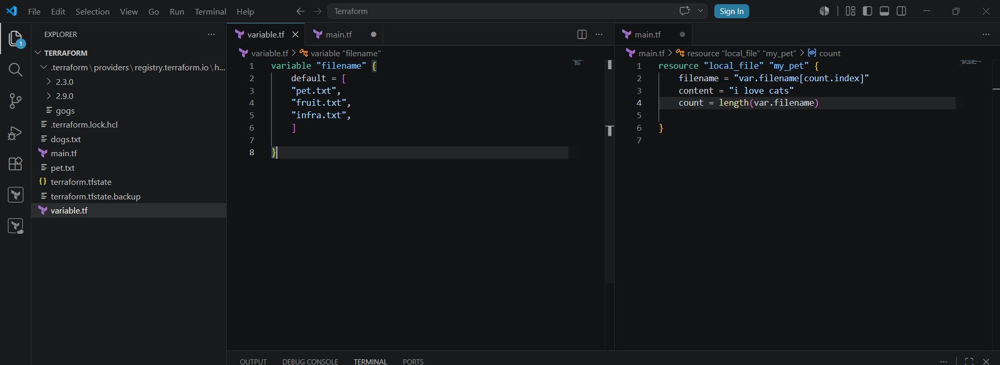 File Edit Selection View Go Run Terminal Help
Terraform
Sign In
EXPLORER
1
TERRAFORM
.terraform\providers\registry.terraform.io\h...
2.3.0
2.9.0
gogs
.terraform.lock.hcl
dogs.txt
main.tf
pet.txt
{} terraform.tfstate
terraform.tfstate.backup
variable.tf
variable.tf
main.tf
variable.tf > variable "filename"
1 variable "filename" {
2 default = [
3 "pet.txt",
4 "fruit.txt",
5 "infra.txt",
6 ]
7
8 }
main.tf
main.tf > resource "local_file" "my_pet" > count
1 resource "local_file" "my_pet" {
2 filename = "var.filename[count.index]"
3 content = "i love cats"
4 count = length(var.filename)
5
6 }
7
OUTPUT DEBUG CONSOLE TERMINAL PORTS